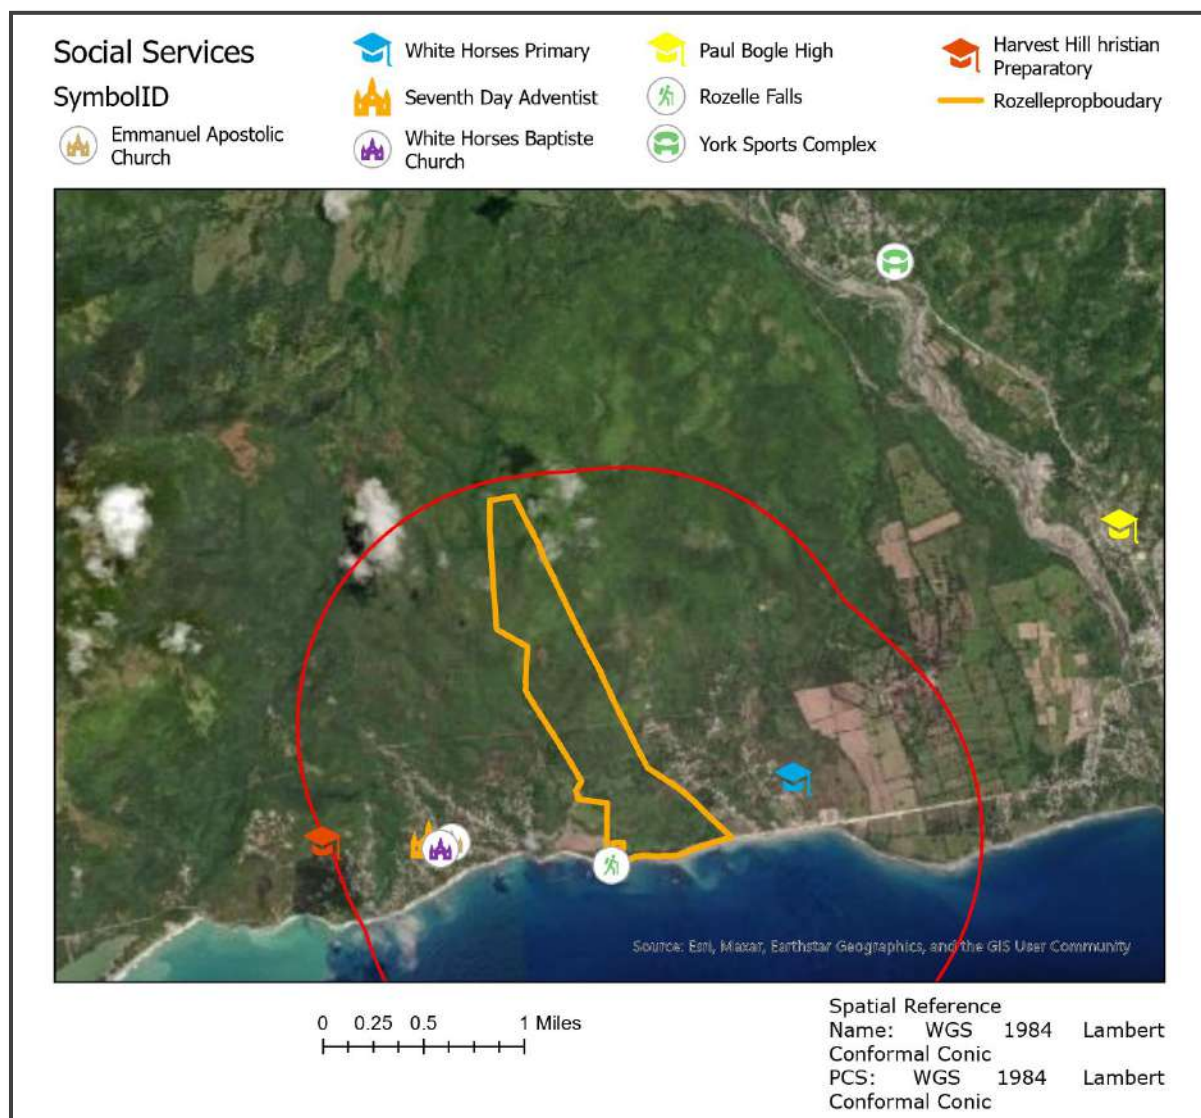 Social Services
SymbolID
Emmanuel Apostolic
Church
White Horses Primary
Seventh Day Adventist
White Horses Baptiste
Church
Paul Bogle High
Rozelle Falls
York Sports Complex
Harvest Hill hristian
Preparatory
Rozellepropboudary
Source: Esri, Maxar, Earthstar Geographics, and the GIS User Community
0 0.25 0.5 1 Miles
Spatial Reference
Name: WGS 1984 Lambert
Conformal Conic
PCS: WGS 1984 Lambert
Conformal Conic